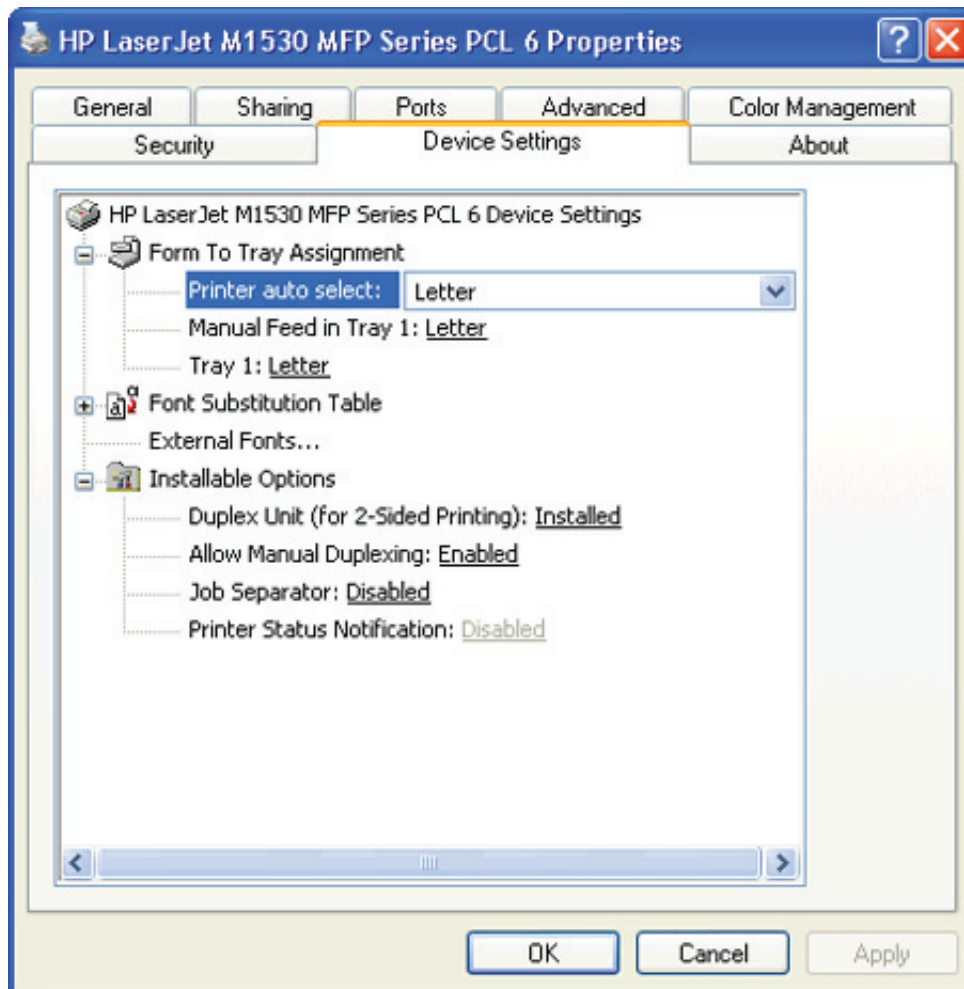 HP LaserJet M1530 MFP Series PCL 6 Properties
General Sharing Ports Advanced Color Management
Security Device Settings About
HP LaserJet M1530 MFP Series PCL 6 Device Settings
Form To Tray Assignment
Printer auto select: Letter
Manual Feed in Tray 1: Letter
Tray 1: Letter
Font Substitution Table
External Fonts...
Installable Options
Duplex Unit (for 2-Sided Printing): Installed
Allow Manual Duplexing: Enabled
Job Separator: Disabled
Printer Status Notification: Disabled
OK Cancel Apply